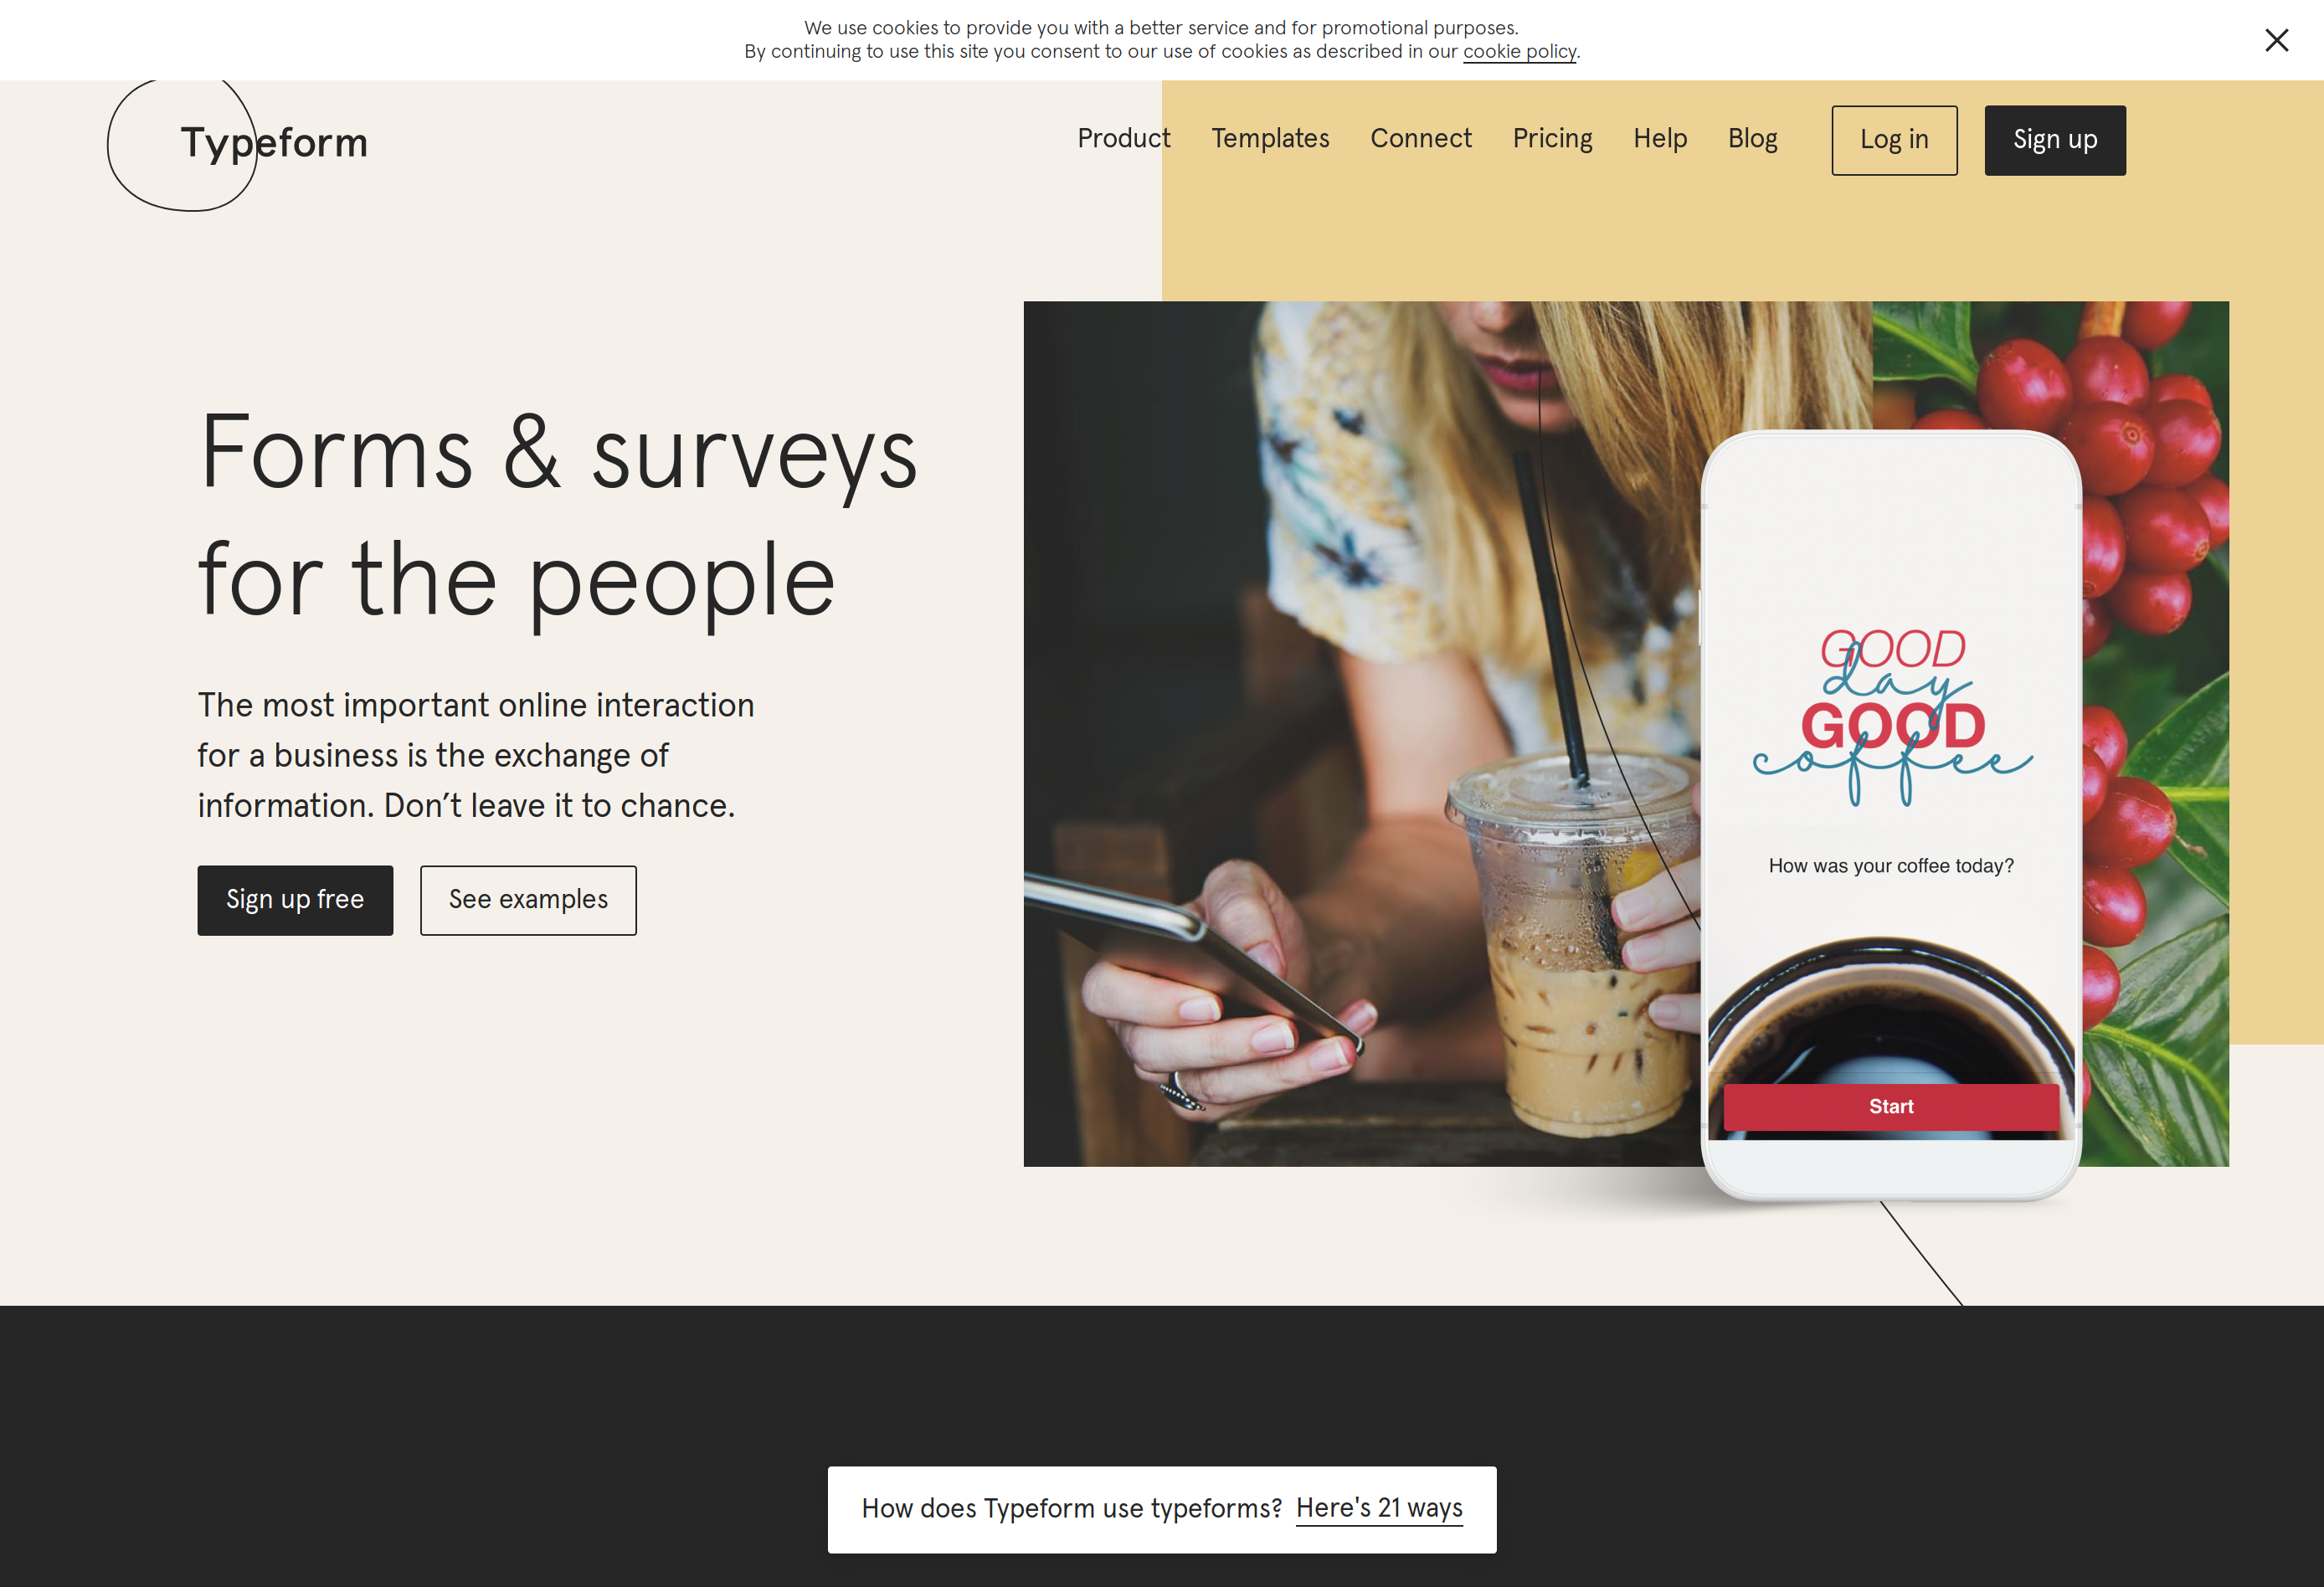 We use cookies to provide you with a better service and for promotional purposes.
By continuing to use this site you consent to our use of cookies as described in our cookie policy.
Typeform
Product Templates Connect Pricing Help Blog Log in Sign up
Forms & surveys
for the people
The most important online interaction
for a business is the exchange of
information. Don’t leave it to chance.
Sign up free See examples
GOOD
day
GOOD
coffee
How was your coffee today?
Start
How does Typeform use typeforms? Here's 21 ways